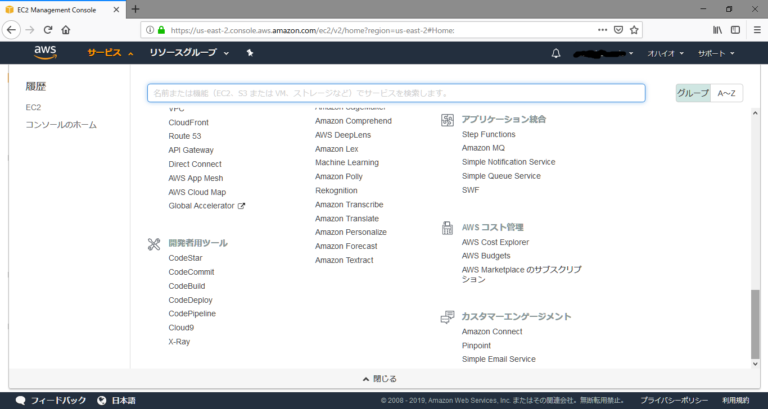 EC2 Management Console
https://us-east-2.console.aws.amazon.com/ec2/v2/home?region=us-east-2#Home:
aws
サービス
リソースグループ
オハイオ
サポート
履歴
EC2
コンソールのホーム
名前または機能（EC2、S3 または VM、ストレージなど）でサービスを検索します。
グループ
A～Z
VPC
CloudFront
Route 53
API Gateway
Direct Connect
AWS App Mesh
AWS Cloud Map
Global Accelerator
開発者用ツール
CodeStar
CodeCommit
CodeBuild
CodeDeploy
CodePipeline
Cloud9
X-Ray
Amazon SageMaker
Amazon Comprehend
AWS DeepLens
Amazon Lex
Machine Learning
Amazon Polly
Rekognition
Amazon Transcribe
Amazon Translate
Amazon Personalize
Amazon Forecast
Amazon Textract
アプリケーション統合
Step Functions
Amazon MQ
Simple Notification Service
Simple Queue Service
SWF
AWS コスト管理
AWS Cost Explorer
AWS Budgets
AWS Marketplace のサブスクリプ
ション
カスタマーエンゲージメント
Amazon Connect
Pinpoint
Simple Email Service
閉じる
フィードバック
日本語
© 2008 - 2019, Amazon Web Services, Inc. またはその関連会社。無断転用禁止。
プライバシーポリシー
利用規約